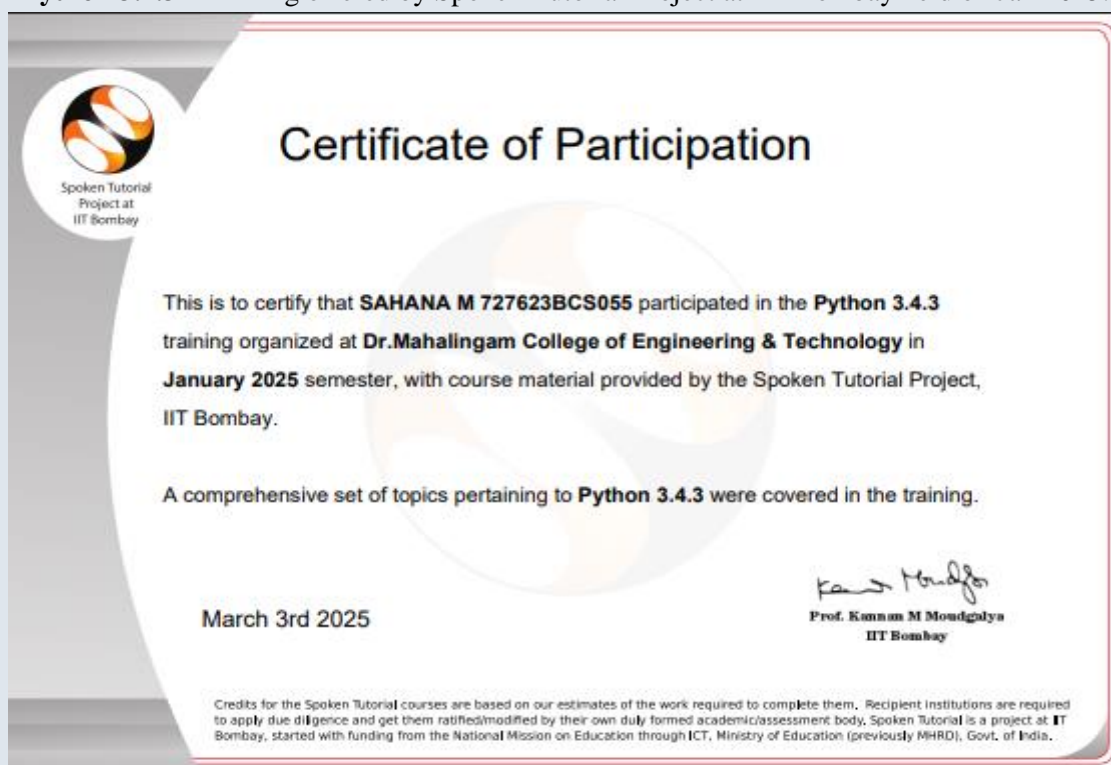 Spoken Tutorial
Project at
IIT Bombay
Certificate of Participation
This is to certify that SAHANA M 727623BCS055 participated in the Python 3.4.3
training organized at Dr.Mahalingam College of Engineering & Technology in
January 2025 semester, with course material provided by the Spoken Tutorial Project,
IIT Bombay.
A comprehensive set of topics pertaining to Python 3.4.3 were covered in the training.
March 3rd 2025
Prof. Kannan M Moudgalya
IIT Bombay
Credits for the Spoken Tutorial courses are based on our estimates of the work required to complete them. Recipient institutions are required
to apply due diligence and get them ratified/modified by their own duly formed academic/assessment body. Spoken Tutorial is a project at IIT
Bombay, started with funding from the National Mission on Education through ICT, Ministry of Education (previously MHRD), Govt. of India.